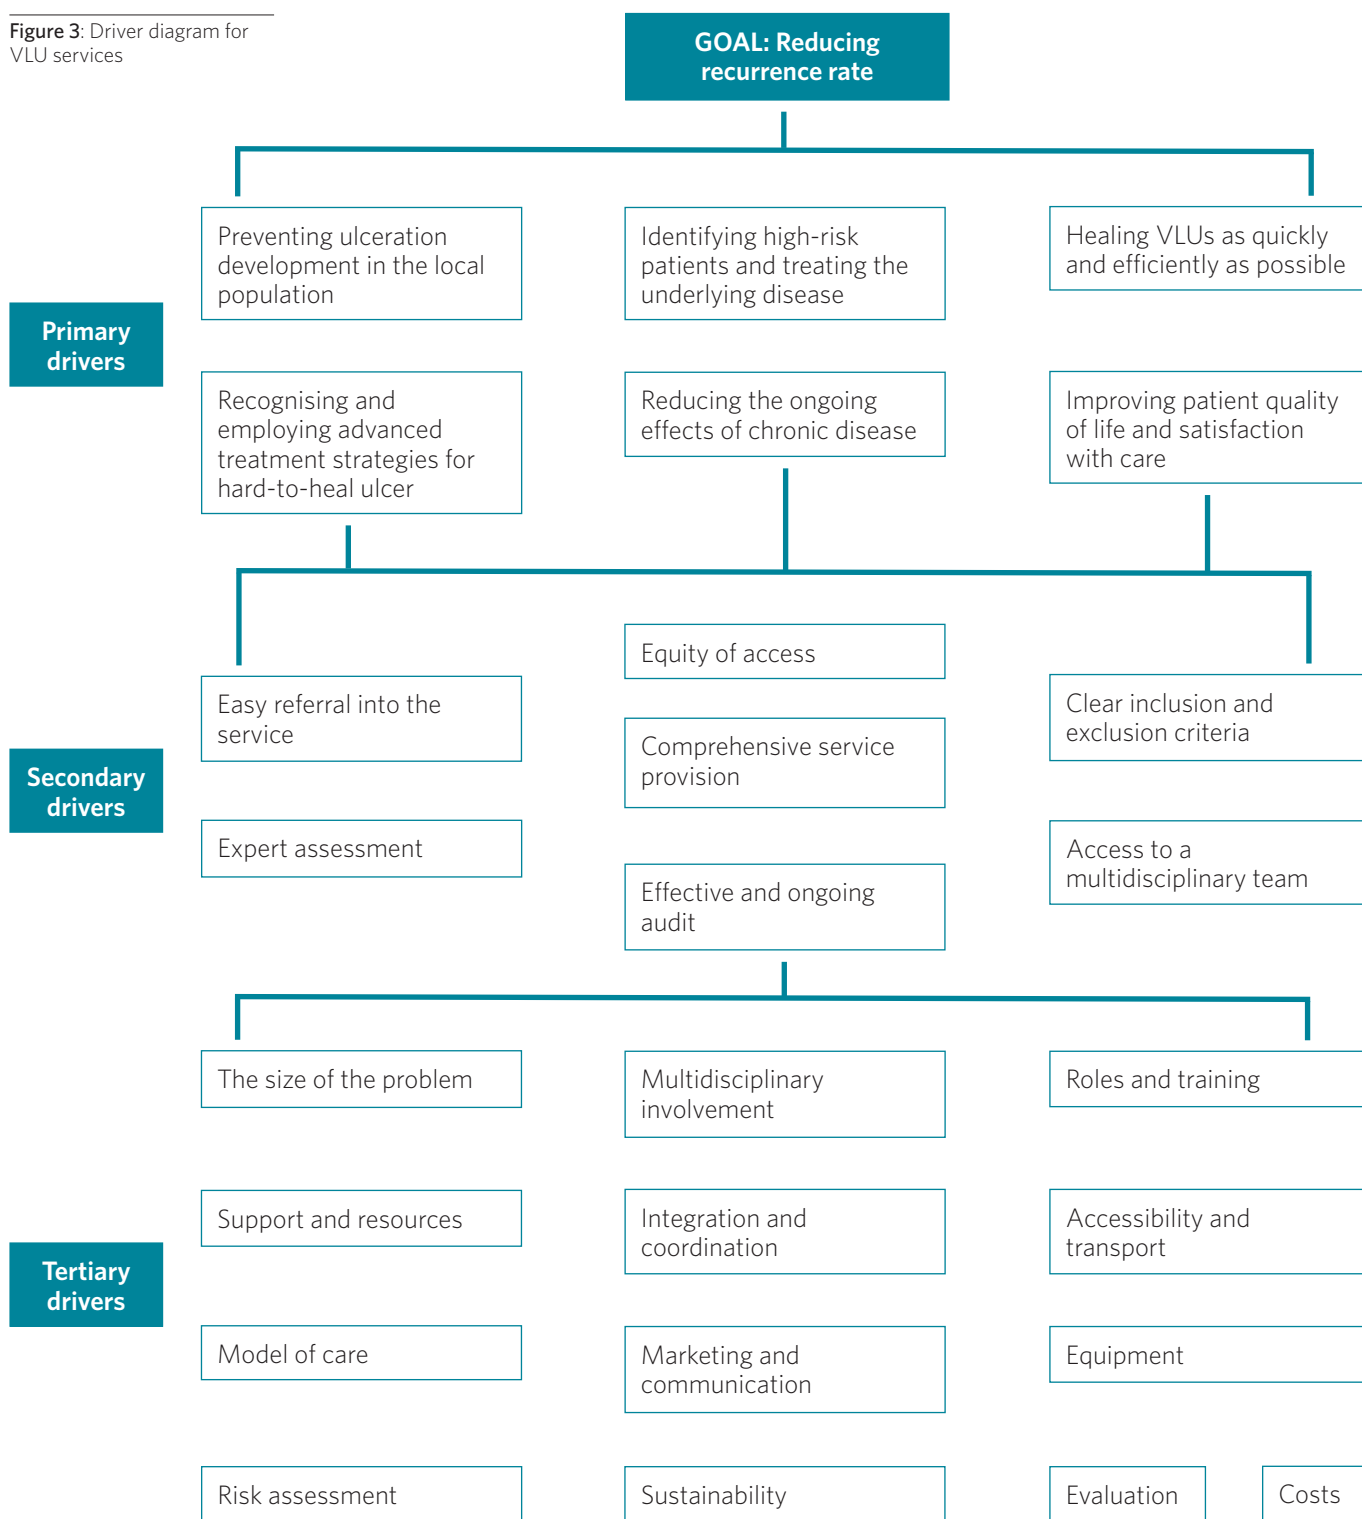 Figure 3: Driver diagram for
VLU services
GOAL: Reducing
recurrence rate
Primary
drivers
Preventing ulceration
development in the local
population
Identifying high-risk
patients and treating the
underlying disease
Healing VLUs as quickly
and efficiently as possible
Recognising and
employing advanced
treatment strategies for
hard-to-heal ulcer
Reducing the ongoing
effects of chronic disease
Improving patient quality
of life and satisfaction
with care
Secondary
drivers
Easy referral into the
service
Equity of access
Clear inclusion and
exclusion criteria
Comprehensive service
provision
Expert assessment
Access to a
multidisciplinary team
Effective and ongoing
audit
Tertiary
drivers
The size of the problem
Multidisciplinary
involvement
Roles and training
Support and resources
Integration and
coordination
Accessibility and
transport
Model of care
Marketing and
communication
Equipment
Risk assessment
Sustainability
Evaluation
Costs